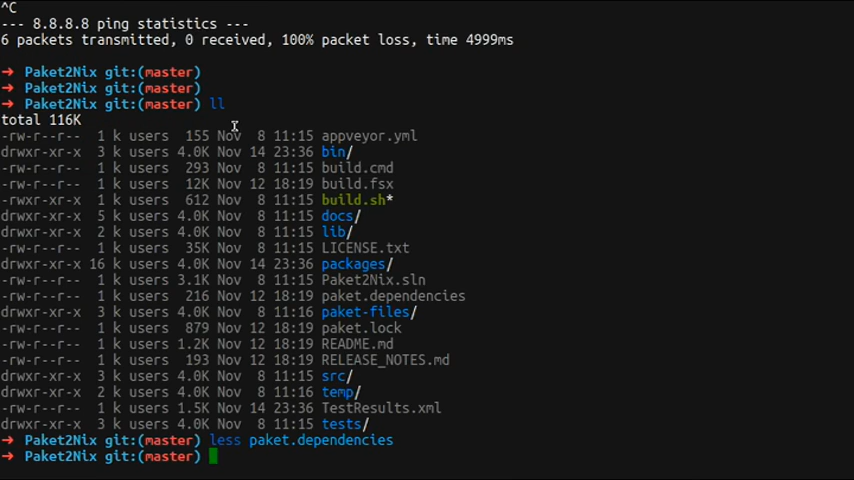 ^C
--- 8.8.8.8 ping statistics ---
6 packets transmitted, 0 received, 100% packet loss, time 4999ms
➜ Paket2Nix git:(master)
➜ Paket2Nix git:(master)
➜ Paket2Nix git:(master) ll
total 116K
-rw-r--r-- 1 k users 155 Nov 8 11:15 appveyor.yml
drwxr-xr-x 3 k users 4.0K Nov 14 23:36 bin/
-rw-r--r-- 1 k users 293 Nov 8 11:15 build.cmd
-rw-r--r-- 1 k users 12K Nov 12 18:19 build.fsx
-rwxr-xr-x 1 k users 612 Nov 8 11:15 build.sh*
drwxr-xr-x 5 k users 4.0K Nov 8 11:15 docs/
drwxr-xr-x 2 k users 4.0K Nov 8 11:15 lib/
-rw-r--r-- 1 k users 35K Nov 8 11:15 LICENSE.txt
drwxr-xr-x 16 k users 4.0K Nov 14 23:36 packages/
-rw-r--r-- 1 k users 3.1K Nov 8 11:15 Paket2Nix.sln
-rw-r--r-- 1 k users 216 Nov 12 18:19 paket.dependencies
drwxr-xr-x 3 k users 4.0K Nov 8 11:16 paket-files/
-rw-r--r-- 1 k users 879 Nov 12 18:19 paket.lock
-rw-r--r-- 1 k users 1.2K Nov 12 18:19 README.md
-rw-r--r-- 1 k users 193 Nov 12 18:19 RELEASE_NOTES.md
drwxr-xr-x 3 k users 4.0K Nov 8 11:15 src/
drwxr-xr-x 2 k users 4.0K Nov 8 11:16 temp/
-rw-r--r-- 1 k users 1.5K Nov 14 23:36 TestResults.xml
drwxr-xr-x 3 k users 4.0K Nov 8 11:15 tests/
➜ Paket2Nix git:(master) less paket.dependencies
➜ Paket2Nix git:(master)